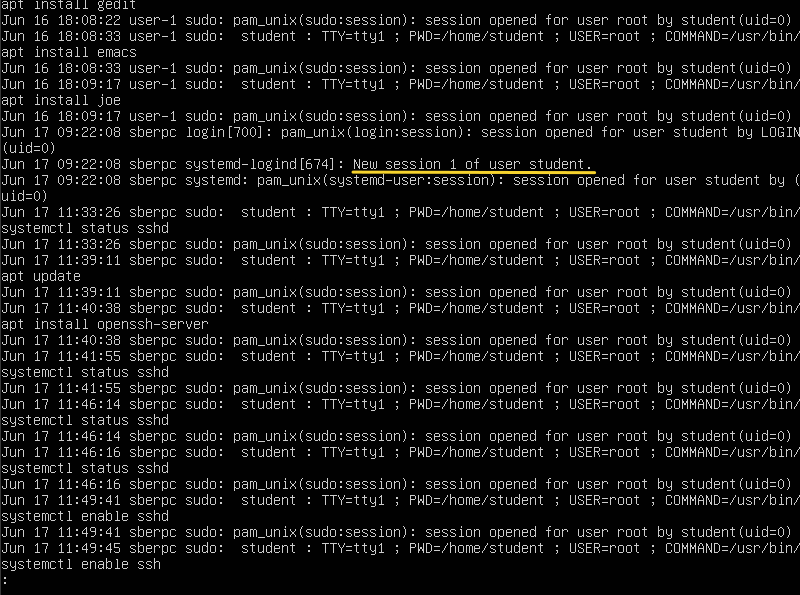 apt install gedit
Jun 16 18:08:22 user-1 sudo: pam_unix(sudo:session): session opened for user root by student(uid=0)
Jun 16 18:08:33 user-1 sudo:  student : TTY=tty1 ; PWD=/home/student ; USER=root ; COMMAND=/usr/bin/
apt install emacs
Jun 16 18:08:33 user-1 sudo: pam_unix(sudo:session): session opened for user root by student(uid=0)
Jun 16 18:09:17 user-1 sudo:  student : TTY=tty1 ; PWD=/home/student ; USER=root ; COMMAND=/usr/bin/
apt install joe
Jun 16 18:09:17 user-1 sudo: pam_unix(sudo:session): session opened for user root by student(uid=0)
Jun 17 09:22:08 sberpc login[700]: pam_unix(login:session): session opened for user student by LOGIN
(uid=0)
Jun 17 09:22:08 sberpc systemd-logind[674]: New session 1 of user student.
Jun 17 09:22:08 sberpc systemd: pam_unix(systemd-user:session): session opened for user student by (
uid=0)
Jun 17 11:33:26 sberpc sudo:  student : TTY=tty1 ; PWD=/home/student ; USER=root ; COMMAND=/usr/bin/
systemctl status sshd
Jun 17 11:33:26 sberpc sudo: pam_unix(sudo:session): session opened for user root by student(uid=0)
Jun 17 11:39:11 sberpc sudo:  student : TTY=tty1 ; PWD=/home/student ; USER=root ; COMMAND=/usr/bin/
apt update
Jun 17 11:39:11 sberpc sudo: pam_unix(sudo:session): session opened for user root by student(uid=0)
Jun 17 11:40:38 sberpc sudo:  student : TTY=tty1 ; PWD=/home/student ; USER=root ; COMMAND=/usr/bin/
apt install openssh-server
Jun 17 11:40:38 sberpc sudo: pam_unix(sudo:session): session opened for user root by student(uid=0)
Jun 17 11:41:55 sberpc sudo:  student : TTY=tty1 ; PWD=/home/student ; USER=root ; COMMAND=/usr/bin/
systemctl status sshd
Jun 17 11:41:55 sberpc sudo: pam_unix(sudo:session): session opened for user root by student(uid=0)
Jun 17 11:46:14 sberpc sudo:  student : TTY=tty1 ; PWD=/home/student ; USER=root ; COMMAND=/usr/bin/
systemctl status sshd
Jun 17 11:46:14 sberpc sudo: pam_unix(sudo:session): session opened for user root by student(uid=0)
Jun 17 11:46:16 sberpc sudo:  student : TTY=tty1 ; PWD=/home/student ; USER=root ; COMMAND=/usr/bin/
systemctl status sshd
Jun 17 11:46:16 sberpc sudo: pam_unix(sudo:session): session opened for user root by student(uid=0)
Jun 17 11:49:41 sberpc sudo:  student : TTY=tty1 ; PWD=/home/student ; USER=root ; COMMAND=/usr/bin/
systemctl enable sshd
Jun 17 11:49:41 sberpc sudo: pam_unix(sudo:session): session opened for user root by student(uid=0)
Jun 17 11:49:45 sberpc sudo:  student : TTY=tty1 ; PWD=/home/student ; USER=root ; COMMAND=/usr/bin/
systemctl enable ssh
: